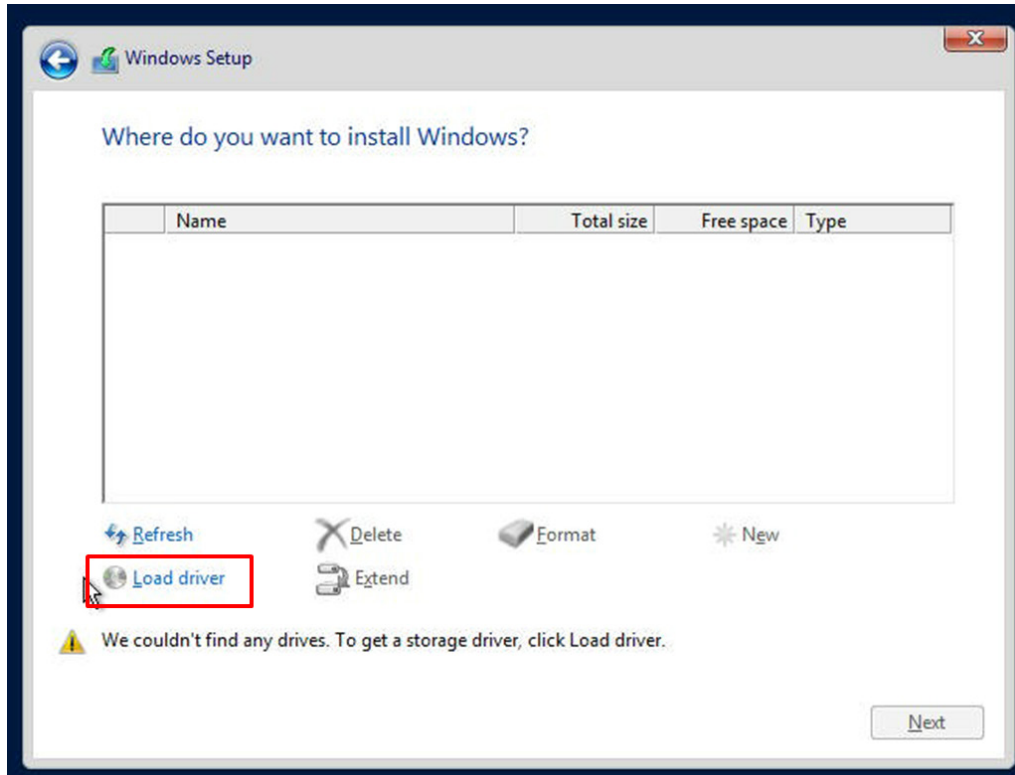 Windows Setup
Where do you want to install Windows?
Name Total size Free space Type
Refresh Delete Format New
Load driver Extend
We couldn't find any drives. To get a storage driver, click Load driver.
Next